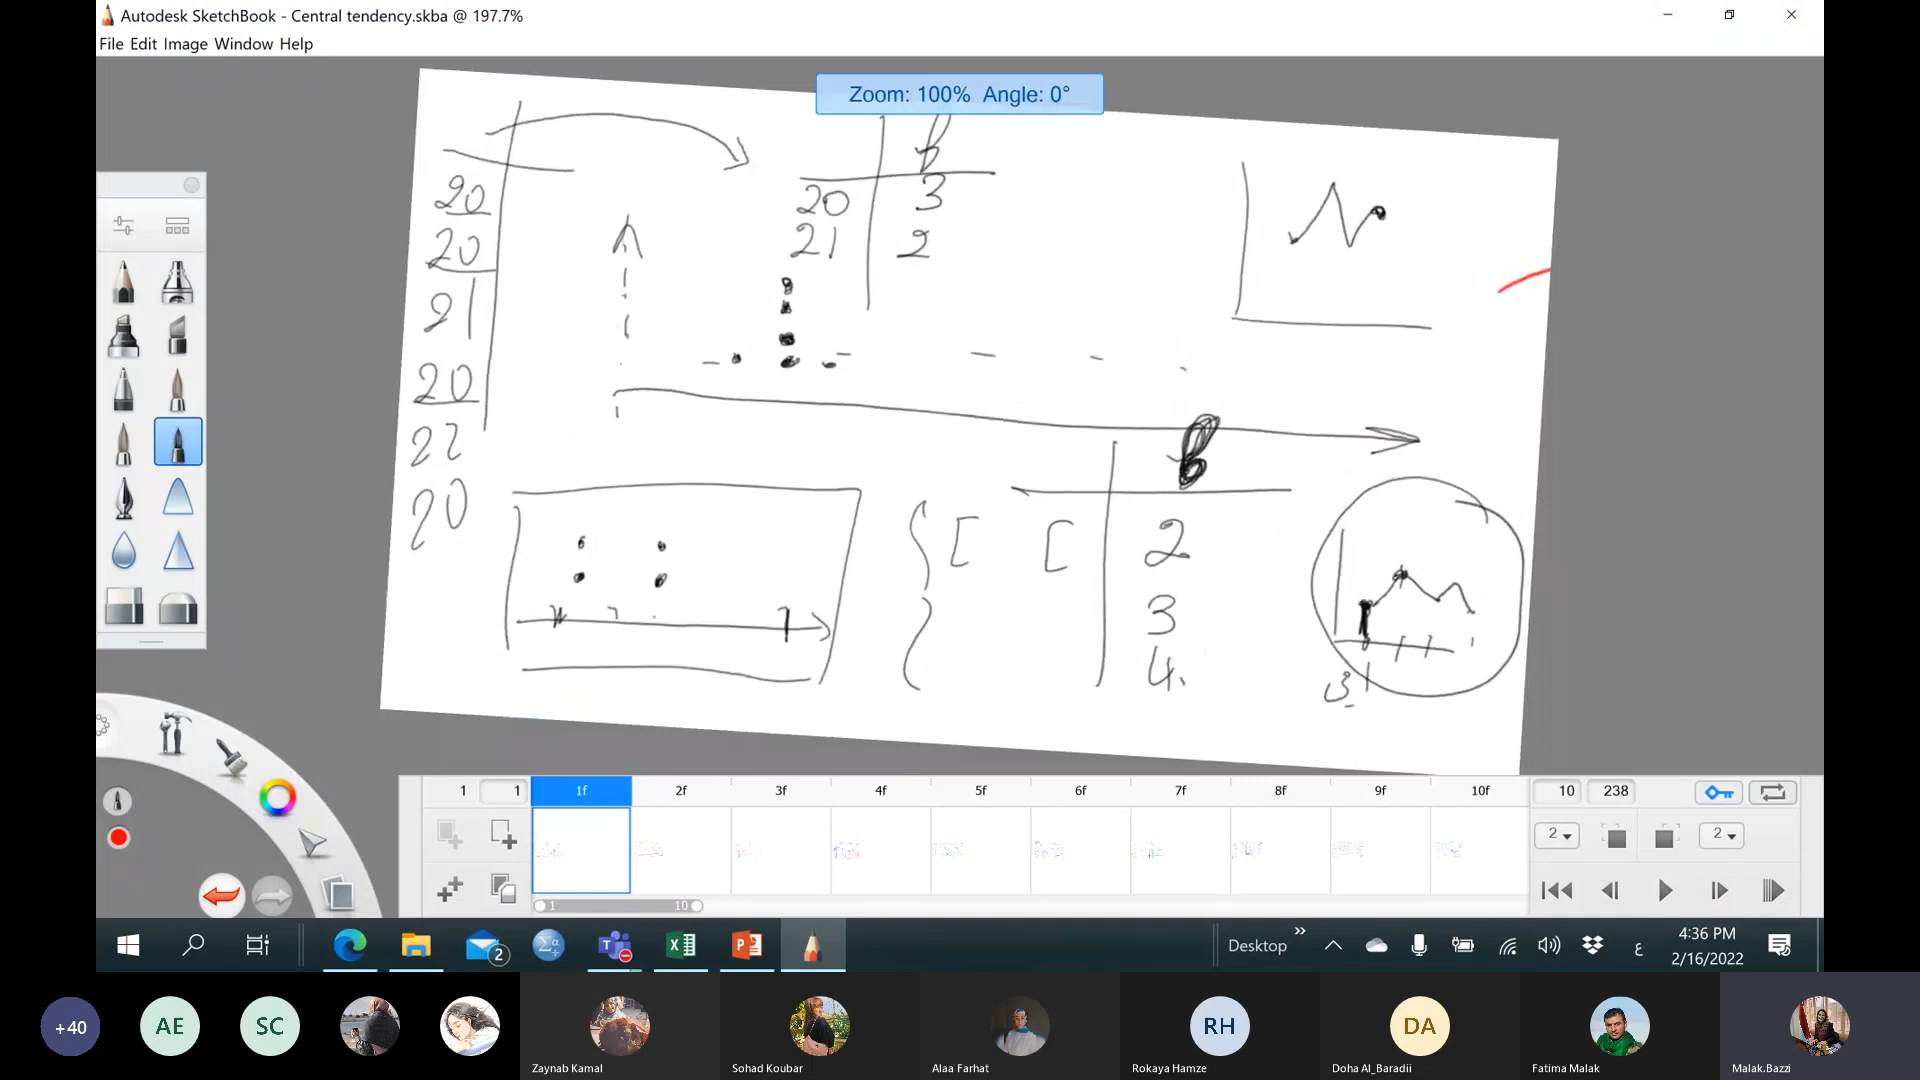 Autodesk SketchBook - Central tendency.skba @ 197.7%
File Edit Image Window Help
Zoom: 100% Angle: 0°
f
20 3
21 2
20
20
21
20
22
20
f
2
3
4.
[ [
1 1 1f 2f 3f 4f 5f 6f 7f 8f 9f 10f 10 238
2 2
1 10
2
Desktop
ع
4:36 PM
2/16/2022
+40 AE SC RH DA
Zaynab Kamal Sohad Koubar Alaa Farhat Rokaya Hamze Doha Al_Baradii Fatima Malak Malak.Bazzi